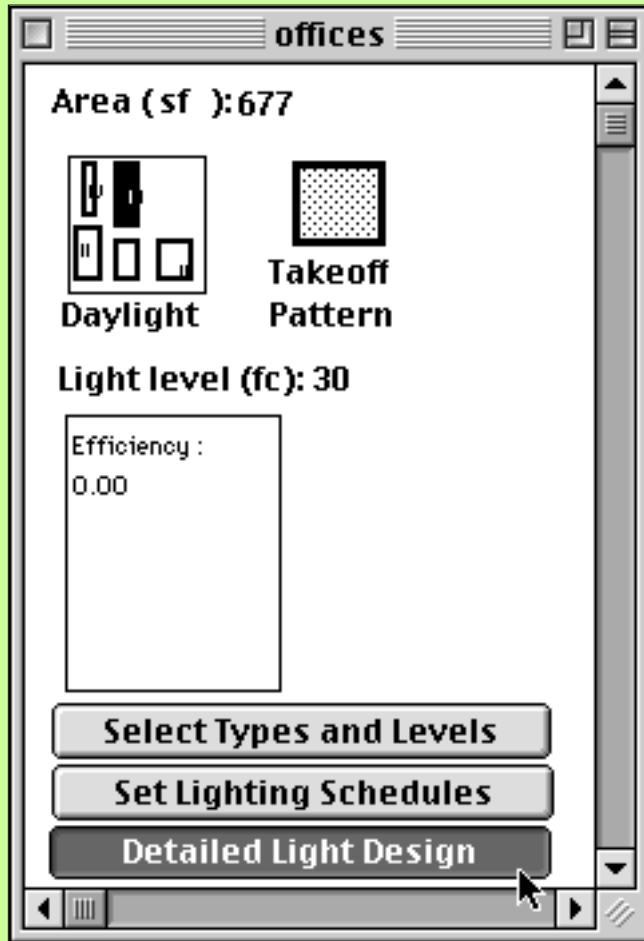 offices
Area ( sf  ): 677
Takeoff
Daylight Pattern
Light level (fc): 30
Efficiency :
0.00
Select Types and Levels
Set Lighting Schedules
Detailed Light Design